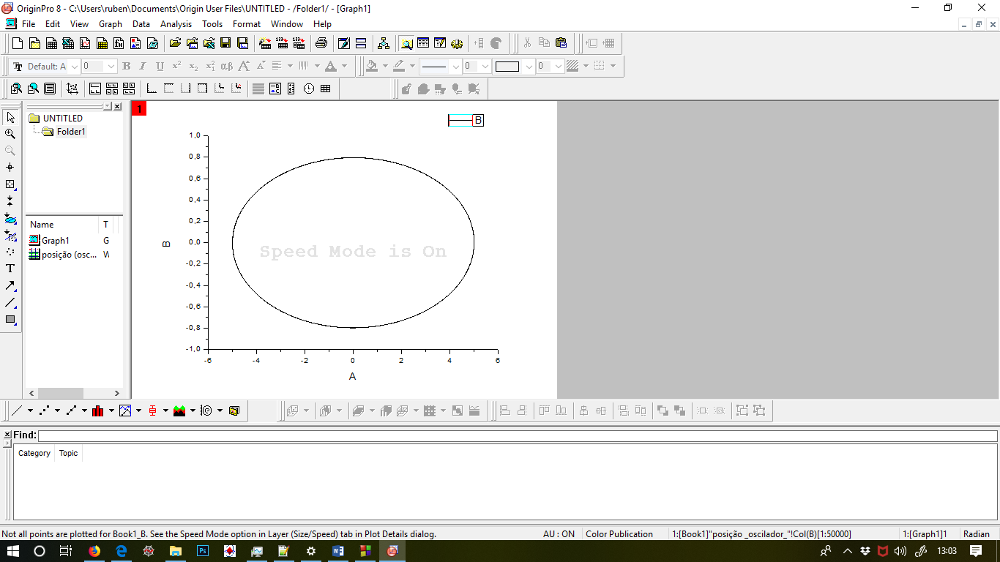 OriginPro 8 - C:\Users\ruben\Documents\Origin User Files\UNTITLED - /Folder1/ - [Graph1]
File Edit View Graph Data Analysis Tools Format Window Help
Default: A 0 B I U x² x₂ αβ A A A 0 0
UNTITLED
Folder1
Name T
Graph1 G
posição (osc... W
1
B
1,0
0,8
0,6
0,4
0,2
0,0
-0,2
-0,4
-0,6
-0,8
-1,0
B
Speed Mode is On
-6 -4 -2 0 2 4 6
A
Find:
Category Topic
Not all points are plotted for Book1_B. See the Speed Mode option in Layer (Size/Speed) tab in Plot Details dialog. AU : ON Color Publication 1:[Book1]"posição _oscilador_"!Col(B)[1:50000] 1:[Graph1]1 Radian
13:03